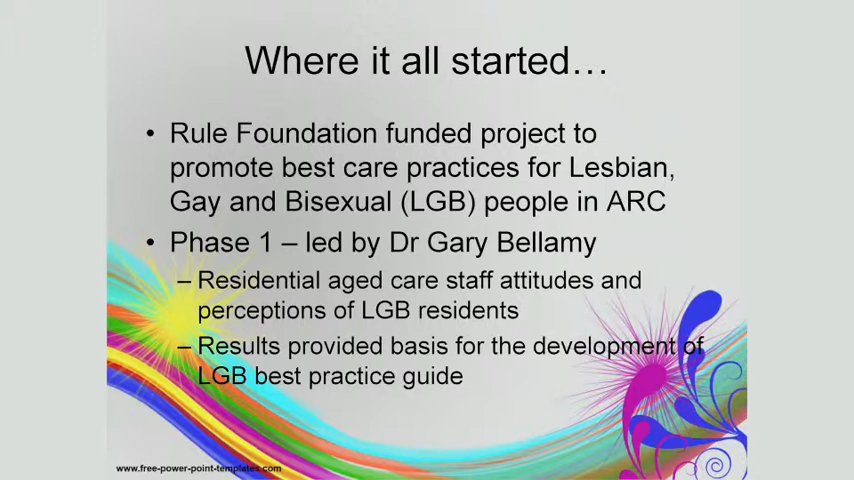 Where it all started…
• Rule Foundation funded project to
promote best care practices for Lesbian,
Gay and Bisexual (LGB) people in ARC
• Phase 1 – led by Dr Gary Bellamy
– Residential aged care staff attitudes and
perceptions of LGB residents
– Results provided basis for the development of
LGB best practice guide
www.free-power-point-templates.com